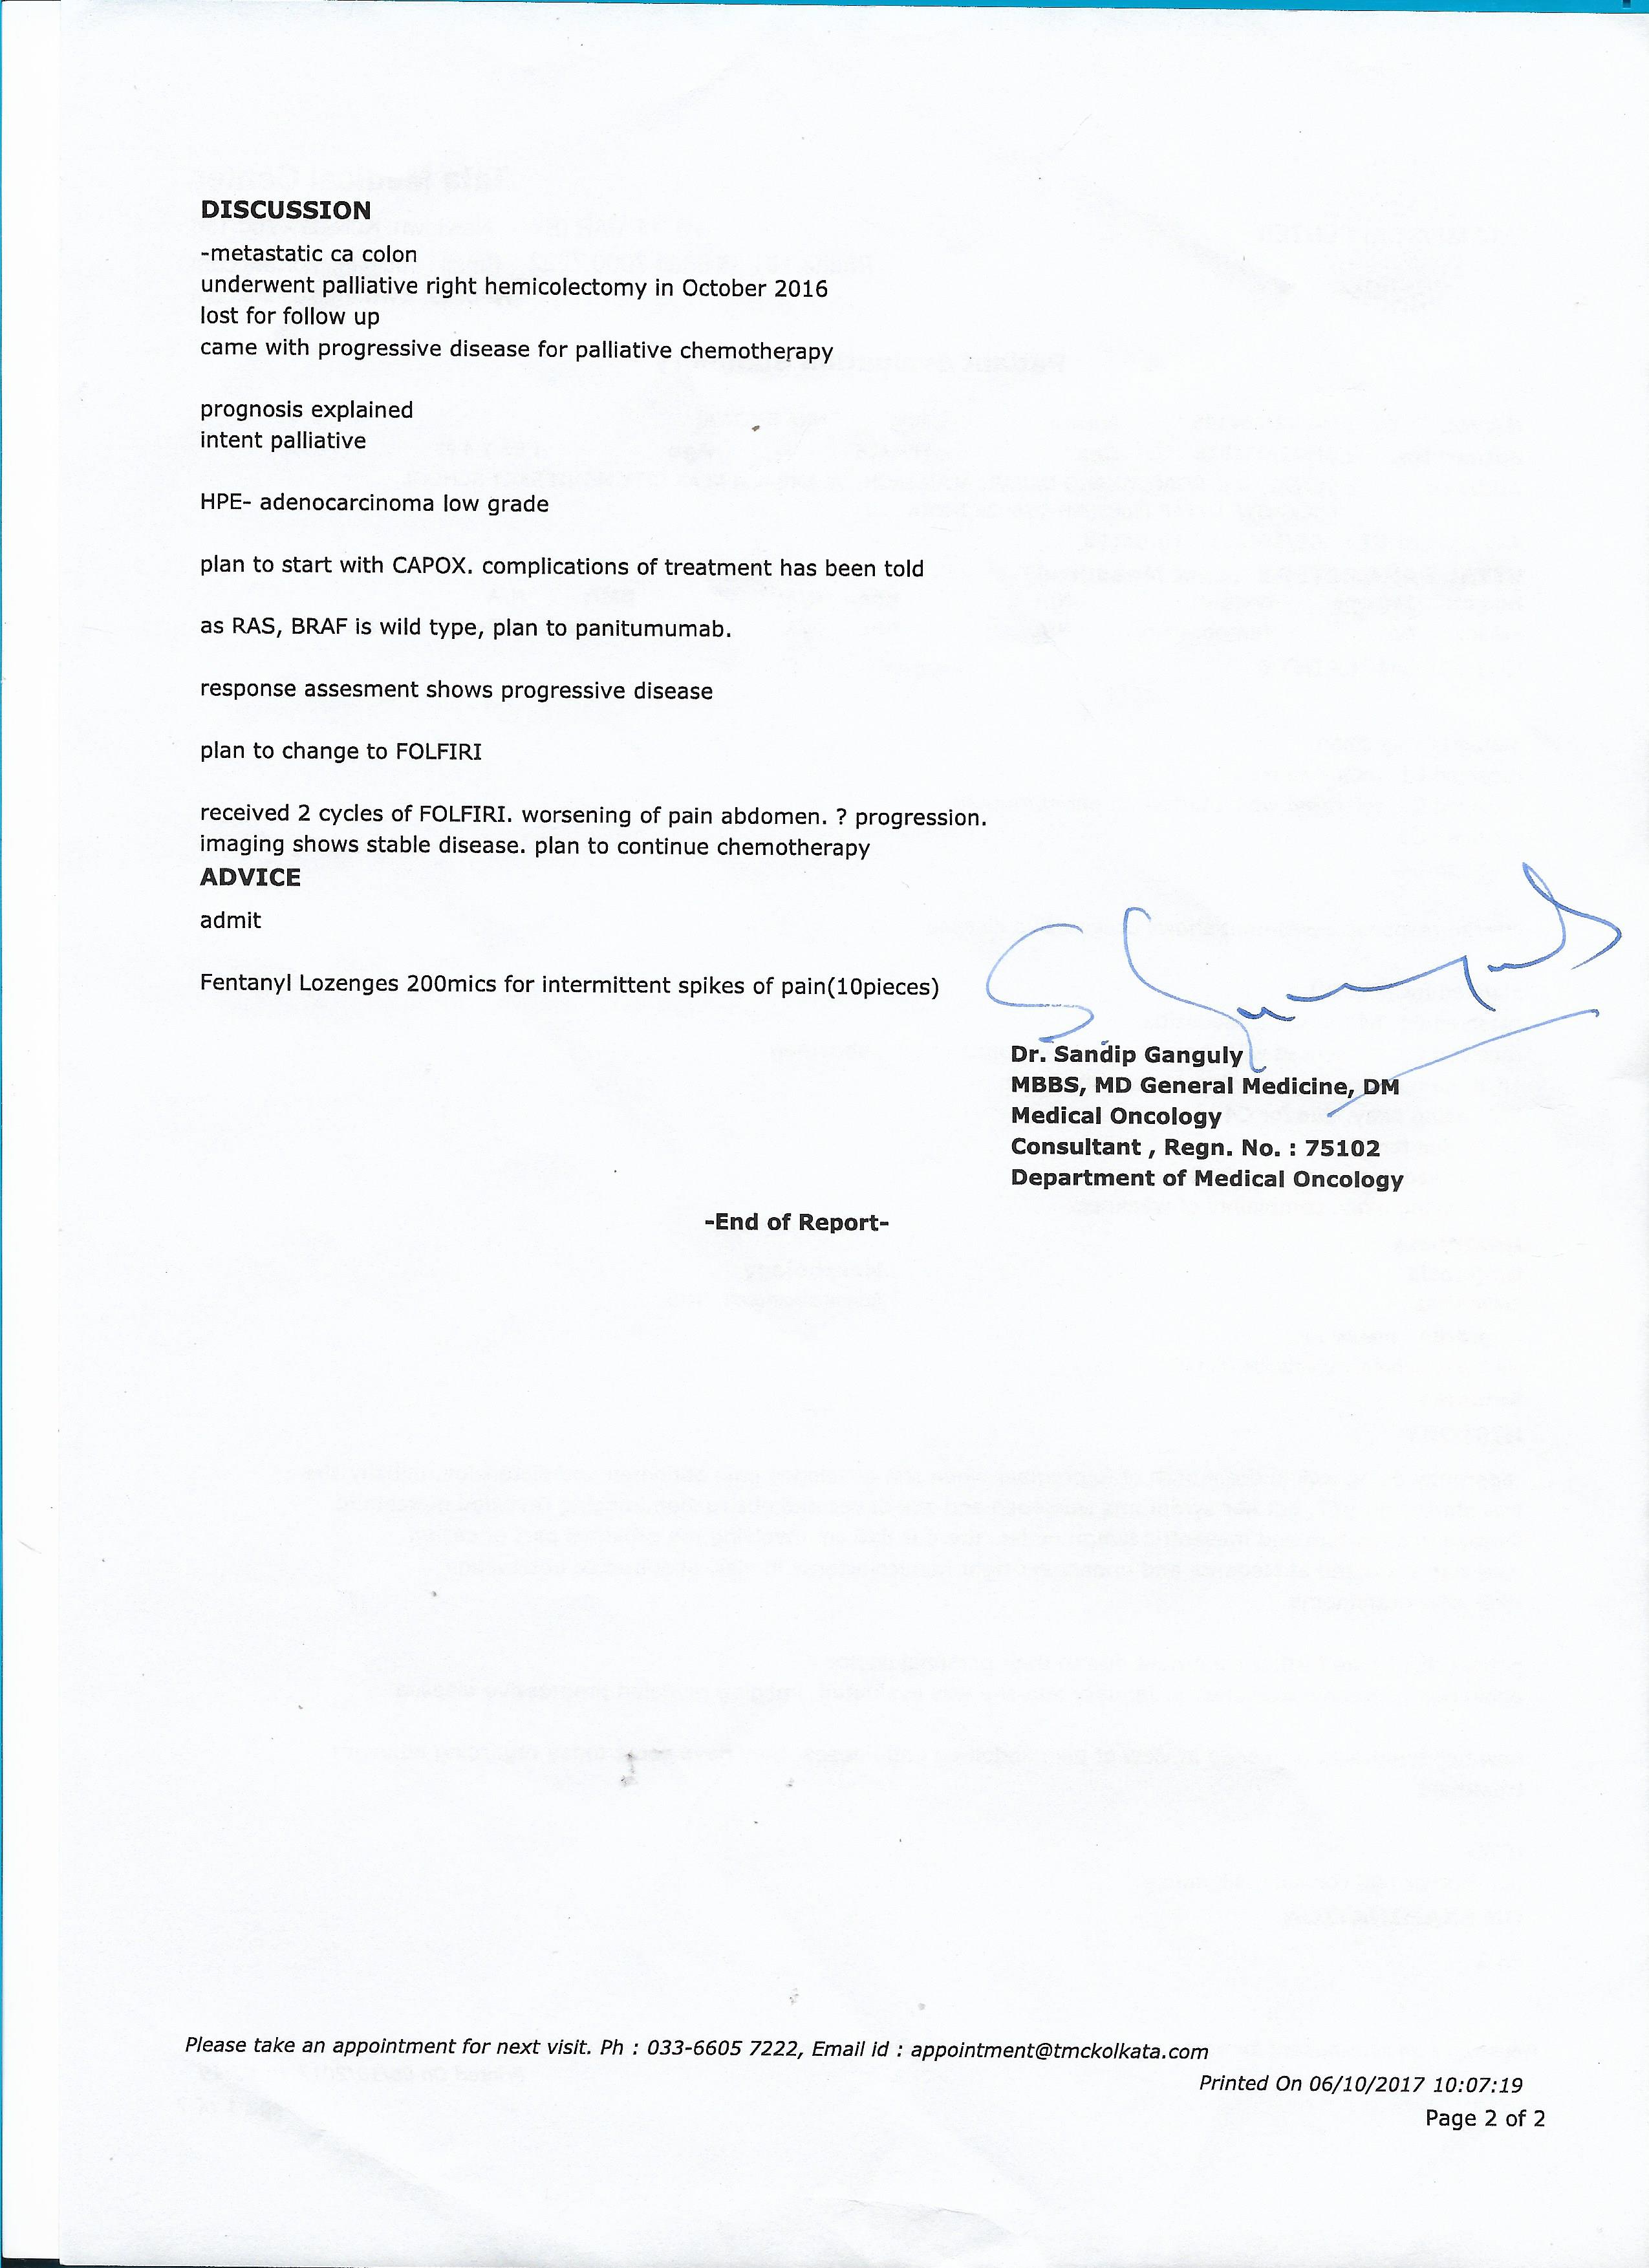 DISCUSSION
-metastatic ca colon
underwent palliative right hemicolectomy in October 2016
lost for follow up
came with progressive disease for palliative chemotherapy
prognosis explained
intent palliative
HPE- adenocarcinoma low grade
plan to start with CAPOX. complications of treatment has been told
as RAS, BRAF is wild type, plan to panitumumab.
response assesment shows progressive disease
plan to change to FOLFIRI
received 2 cycles of FOLFIRI. worsening of pain abdomen. ? progression.
imaging shows stable disease. plan to continue chemotherapy
ADVICE
admit
Fentanyl Lozenges 200mics for intermittent spikes of pain(10pieces)
Dr. Sandip Ganguly
MBBS, MD General Medicine, DM
Medical Oncology
Consultant , Regn. No. : 75102
Department of Medical Oncology
-End of Report-
Please take an appointment for next visit. Ph : 033-6605 7222, Email id : appointment@tmckolkata.com
Printed On 06/10/2017 10:07:19
Page 2 of 2